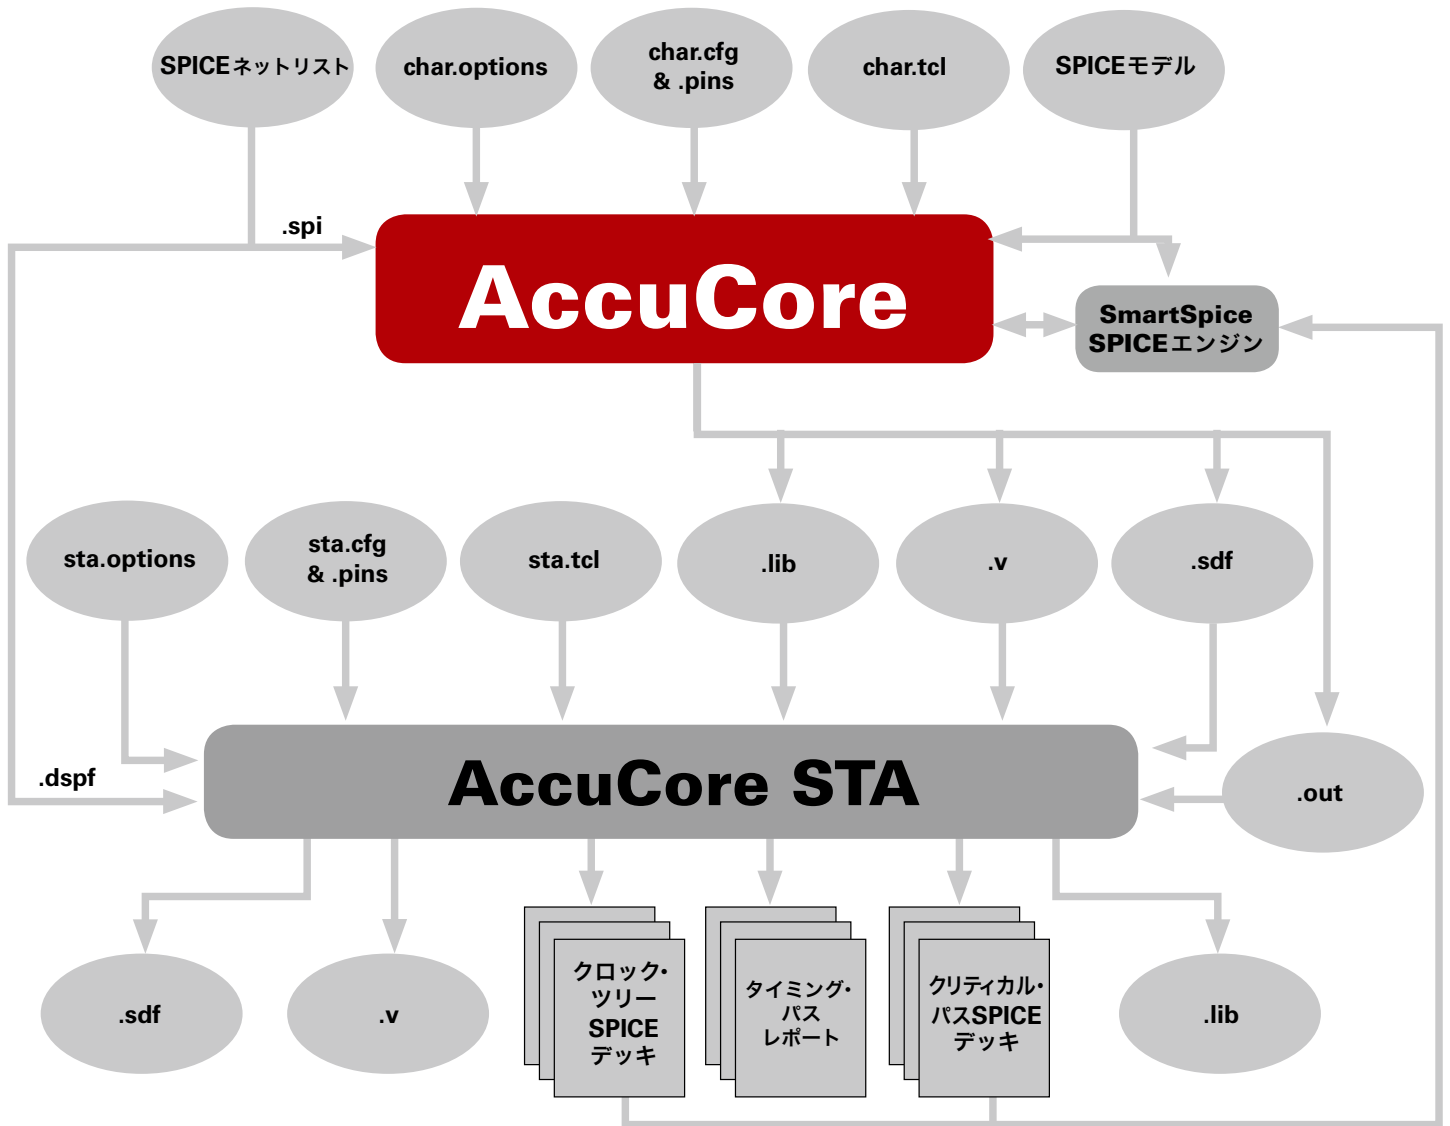 SPICEネットリスト
char.options
char.cfg
& .pins
char.tcl
SPICEモデル
.spi
AccuCore
SmartSpice
SPICEエンジン
sta.options
sta.cfg
& .pins
sta.tcl
.lib
.v
.sdf
.dspf
AccuCore STA
.out
.sdf
.v
クロック・
ツリー
SPICE
デッキ
タイミング・
パス
レポート
クリティカル・
パスSPICE
デッキ
.lib